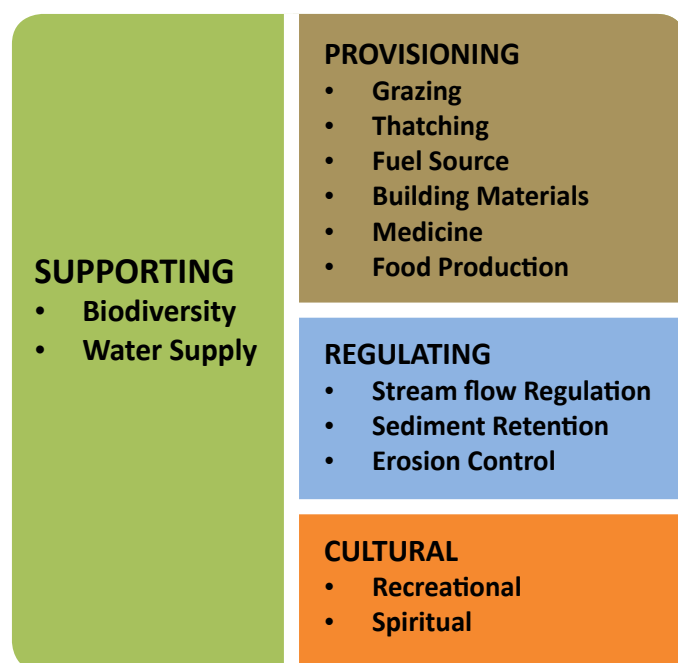 SUPPORTING
• Biodiversity
• Water Supply
PROVISIONING
• Grazing
• Thatching
• Fuel Source
• Building Materials
• Medicine
• Food Production
REGULATING
• Stream flow Regulation
• Sediment Retention
• Erosion Control
CULTURAL
• Recreational
• Spiritual